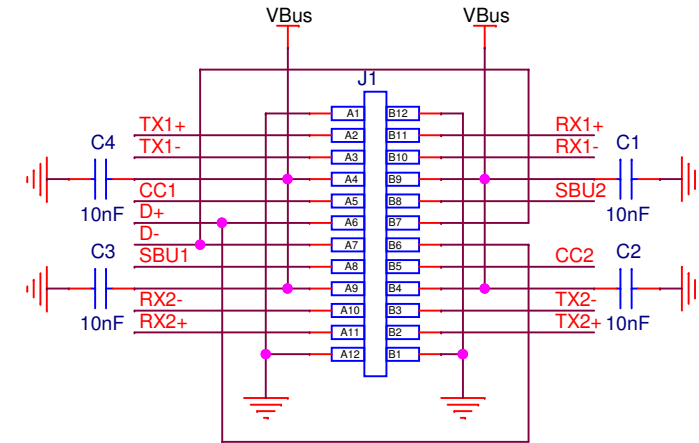 VBus VBus
J1
A1 B12
TX1+ A2 B11 RX1+
C4 TX1- A3 B10 RX1- C1
A4 B9
CC1 A5 B8 SBU2
10nF D+ A6 B7 10nF
D- A7 B6
C3 SBU1 A8 B5 CC2 C2
A9 B4
RX2- A10 B3 TX2-
10nF RX2+ A11 B2 TX2+ 10nF
A12 B1